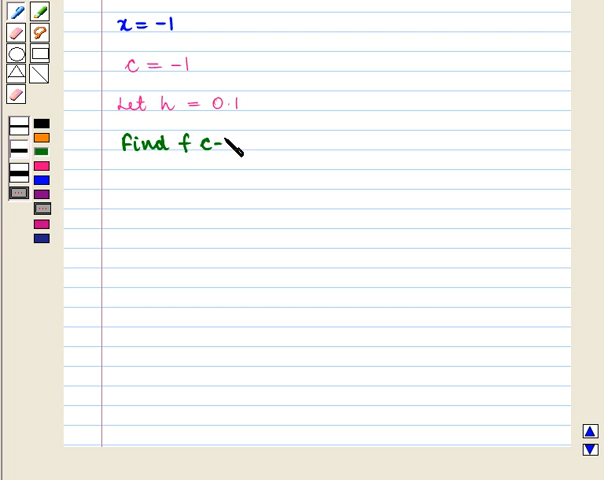 x = -1
c = -1
Let h = 0.1
Find f c-